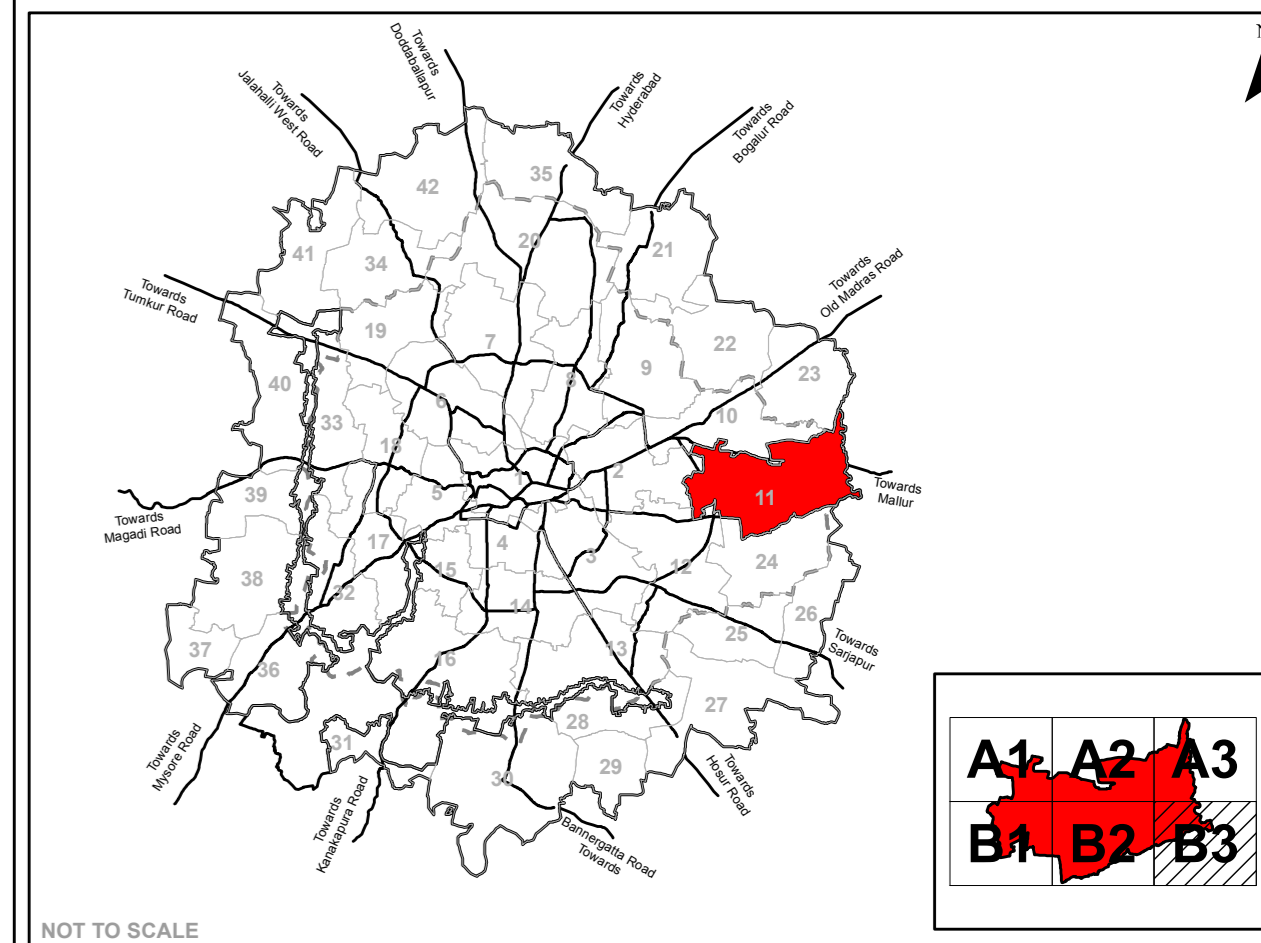 Towards
Doddaballapur
Towards
Jalahalli West Road
Towards
Hyderabad
Towards
Bogalur Road
N
42
35
41
34
20
21
Towards
Old Madras Road
Towards
Tumkur Road
19
7
22
40
8
9
23
6
10
33
18
1
2
39
5
11
Towards
Mallur
Towards
Magadi Road
17
4
3
12
24
38
15
32
14
26
25
37
36
16
13
Towards
Sarjapur
27
28
31
Towards
Mysore Road
30
29
Towards
Hosur Road
Towards
Kanakapura Road
Bannergatta Road
Towards
A1 A2 A3
B1 B2 B3
NOT TO SCALE